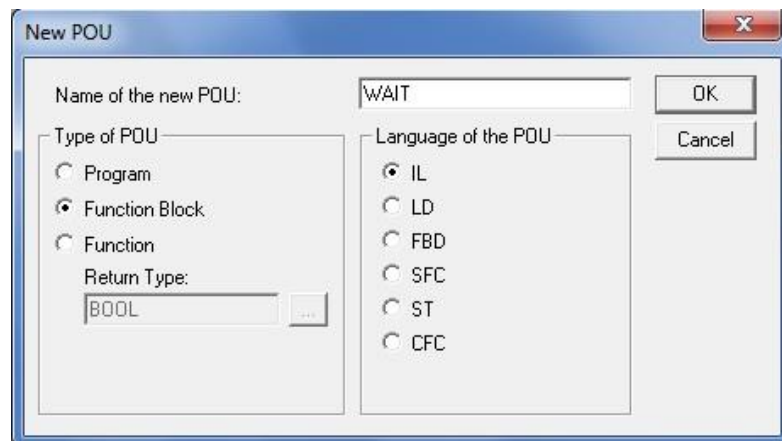 New POU
Name of the new POU: WAIT OK
Cancel
Type of POU
Program
Function Block
Function
Return Type:
BOOL ...
Language of the POU
IL
LD
FBD
SFC
ST
CFC